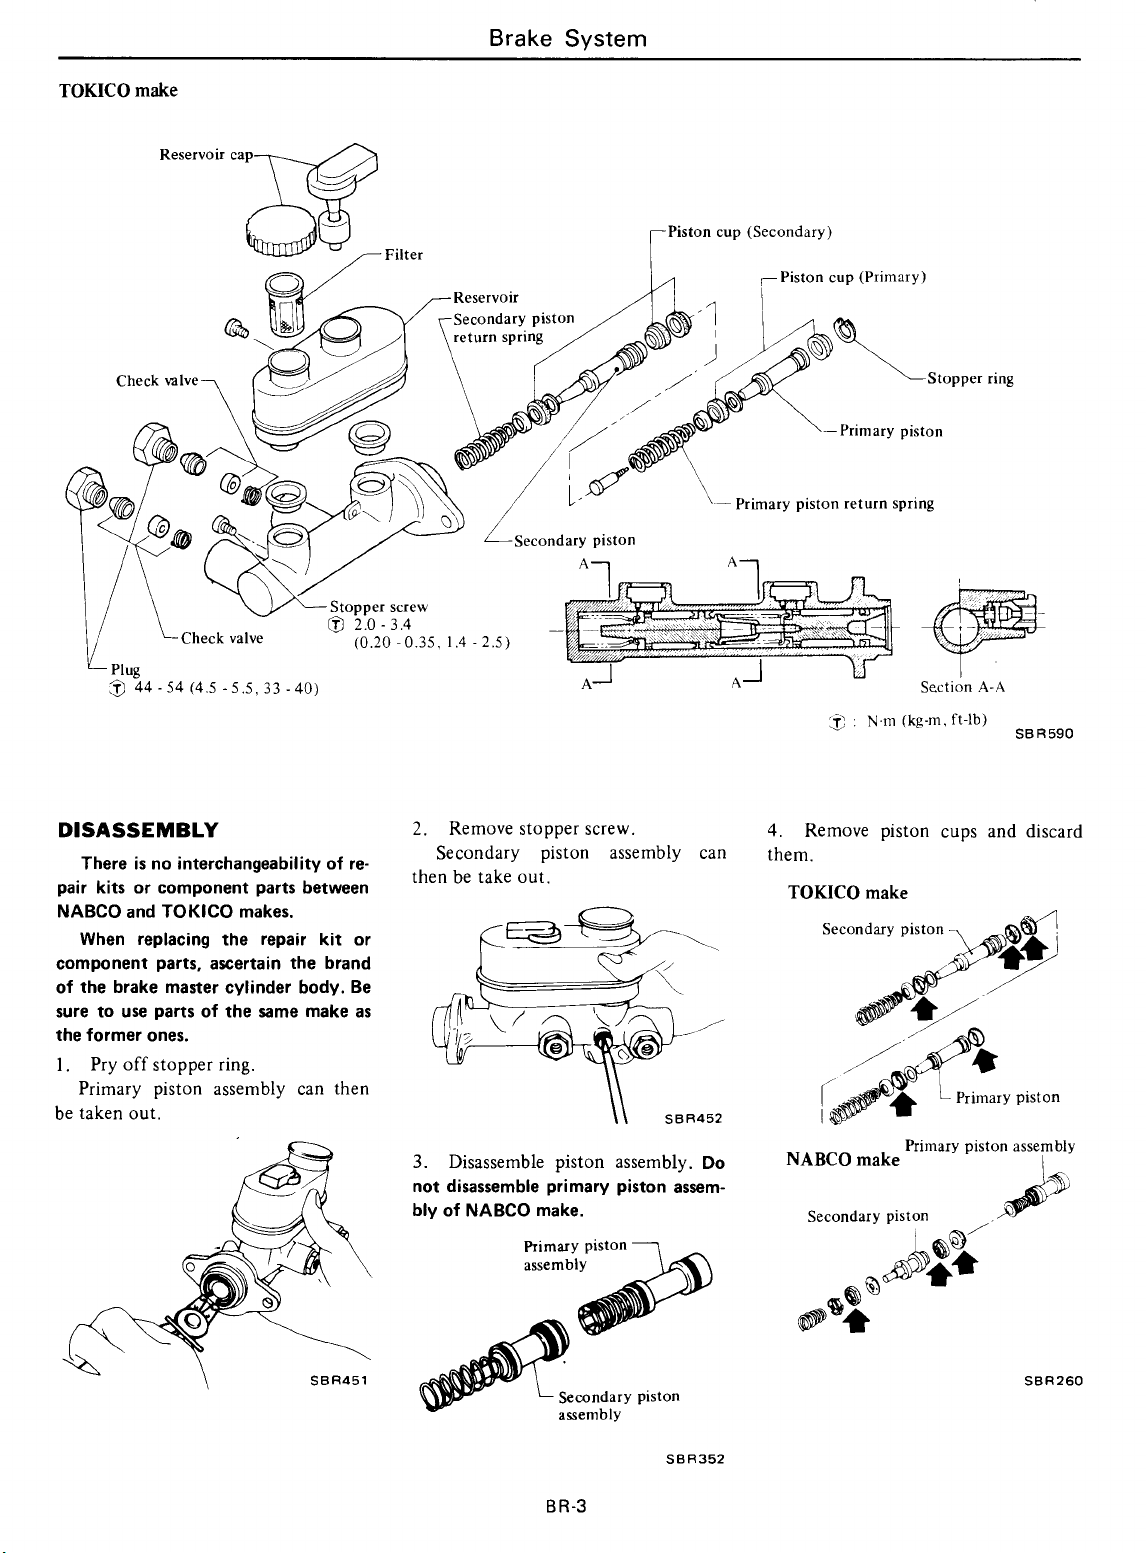 Brake System
TOKICO make
Reservoir cap
Filter
Piston cup (Secondary)
Piston cup (Primary)
Reservoir
Secondary piston
return spring
Check valve
Stopper ring
Primary piston
Primary piston return spring
Secondary piston
A
A
Stopper screw
Ⓣ 2.0 - 3.4
(0.20 - 0.35, 1.4 - 2.5)
Check valve
Plug
Ⓣ 44 - 54 (4.5 - 5.5, 33 - 40)
A
A
Section A-A
Ⓣ : N·m (kg-m, ft-lb)
SBR590
DISASSEMBLY
There is no interchangeability of re-
pair kits or component parts between
NABCO and TOKICO makes.
When replacing the repair kit or
component parts, ascertain the brand
of the brake master cylinder body. Be
sure to use parts of the same make as
the former ones.
1. Pry off stopper ring.
Primary piston assembly can then
be taken out.
SBR451
2. Remove stopper screw.
Secondary piston assembly can
then be take out.
SBR452
3. Disassemble piston assembly. Do
not disassemble primary piston assem-
bly of NABCO make.
Primary piston
assembly
Secondary piston
assembly
SBR352
4. Remove piston cups and discard
them.
TOKICO make
Secondary piston
Primary piston
NABCO make
Primary piston assembly
Secondary piston
SBR260
BR-3